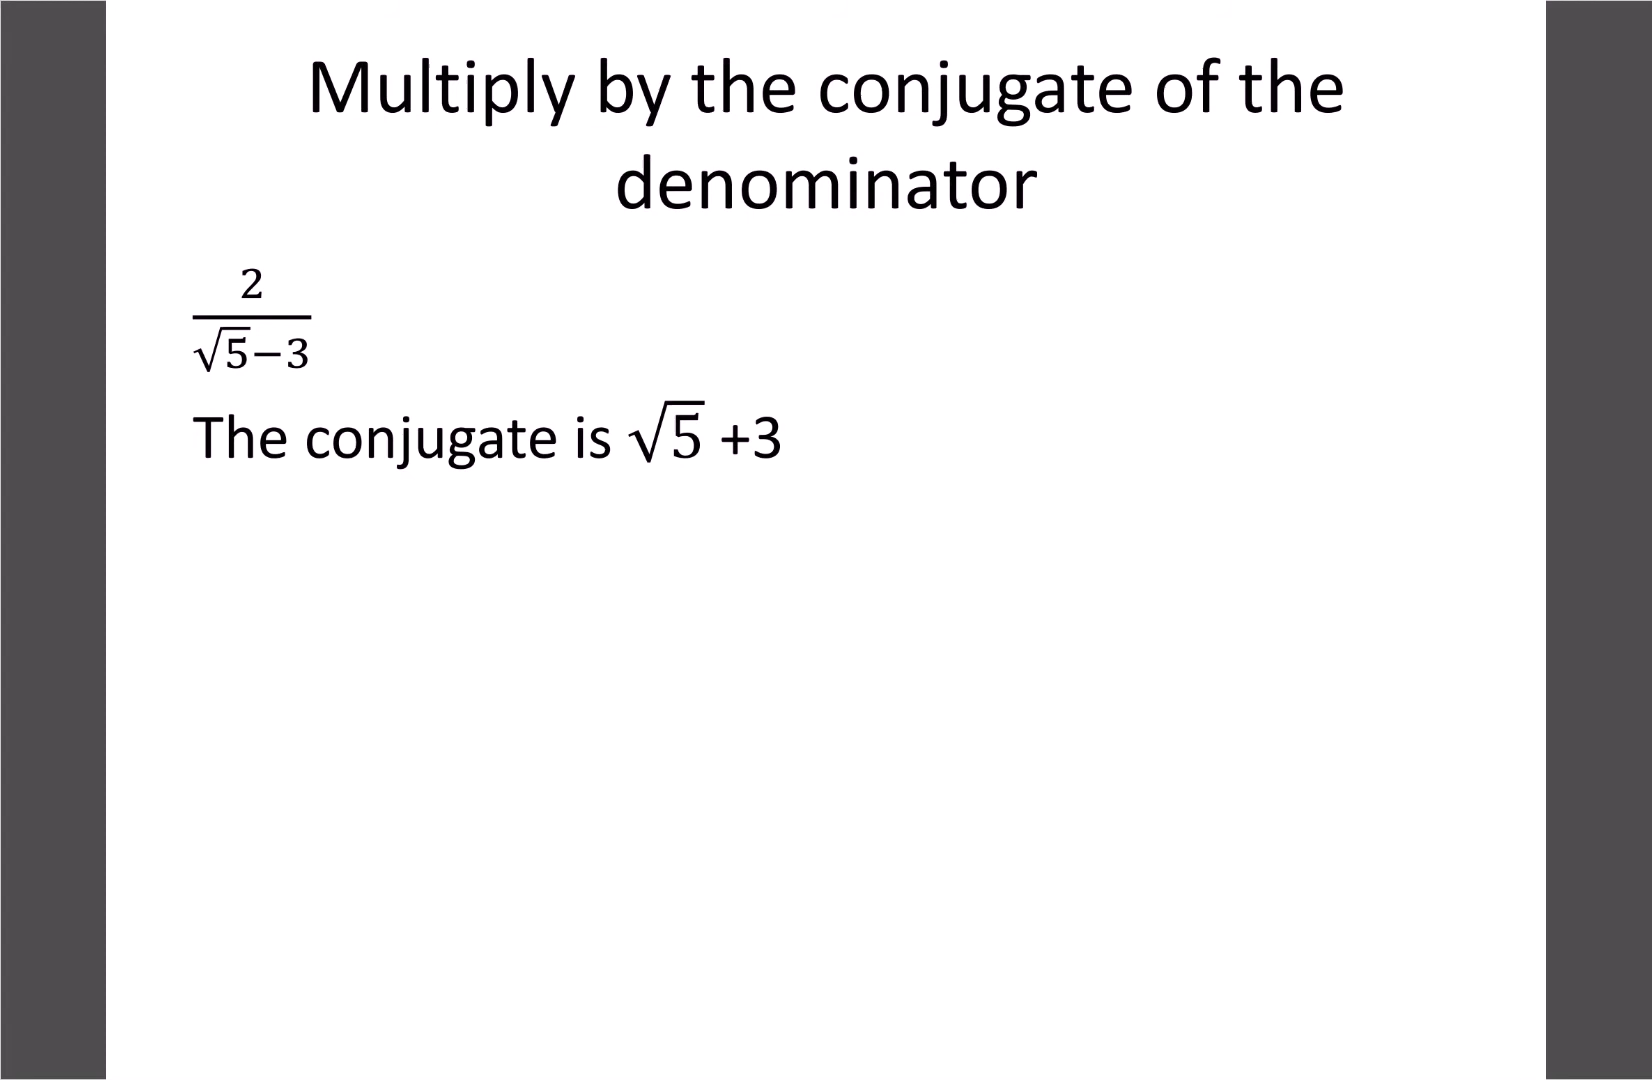 Multiply by the conjugate of the
denominator
2
√5−3
The conjugate is √5 +3